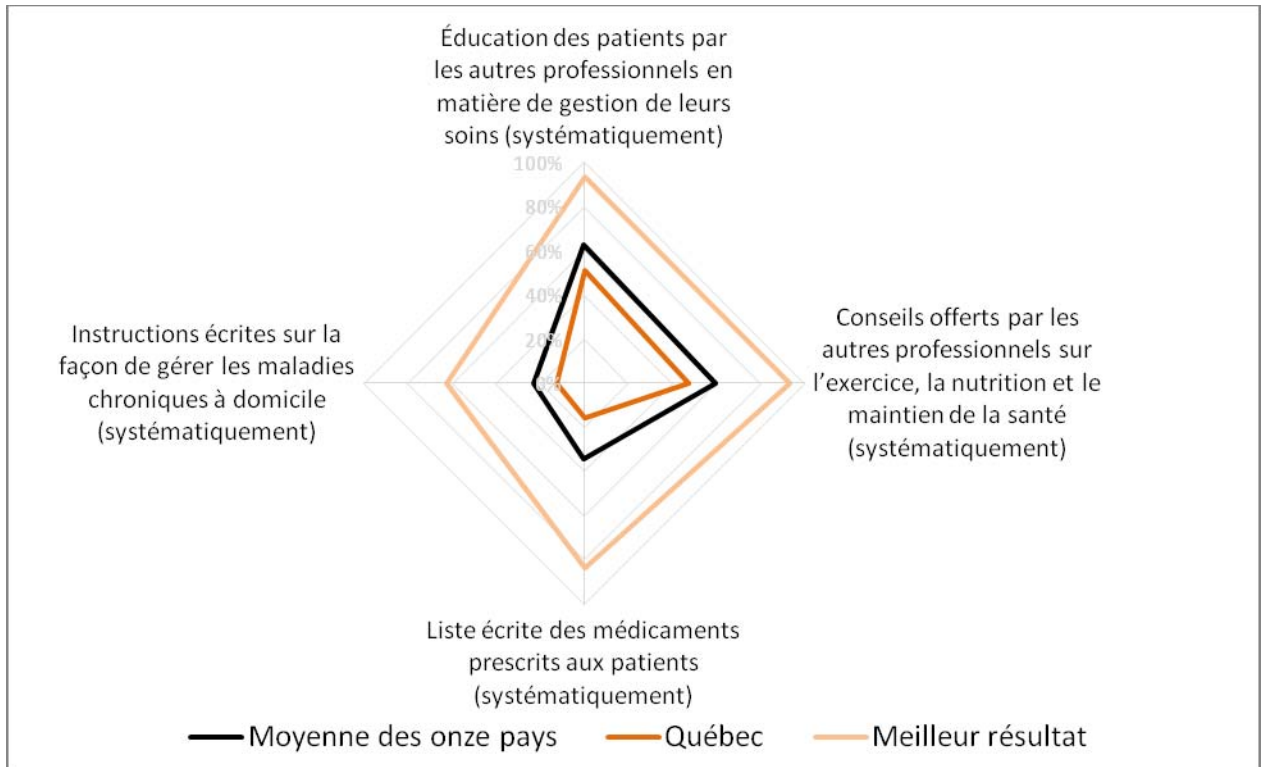 Éducation des patients par
les autres professionnels en
matière de gestion de leurs
soins (systématiquement)
100%
80%
60%
40%
20%
0%
Instructions écrites sur la
façon de gérer les maladies
chroniques à domicile
(systématiquement)
Conseils offerts par les
autres professionnels sur
l'exercice, la nutrition et le
maintien de la santé
(systématiquement)
Liste écrite des médicaments
prescrits aux patients
(systématiquement)
Moyenne des onze pays Québec Meilleur résultat